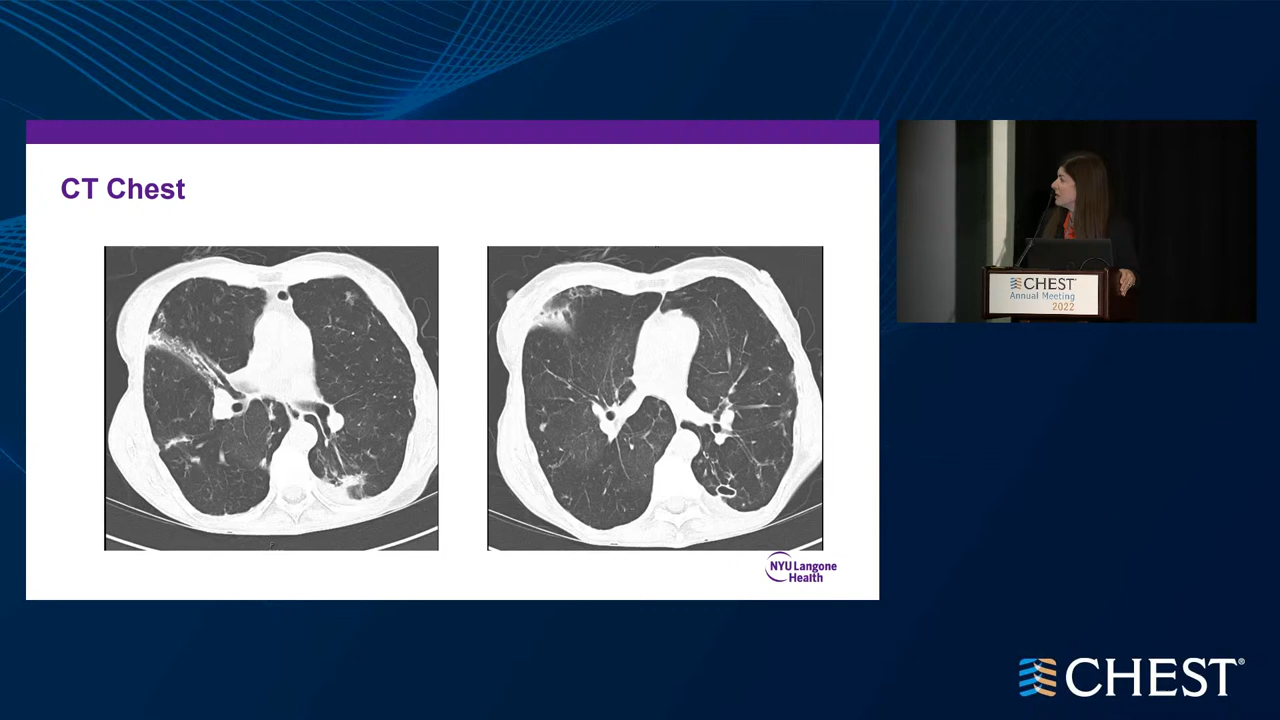 CT Chest
NYU Langone
Health
CHEST
Annual Meeting
2022
CHEST®